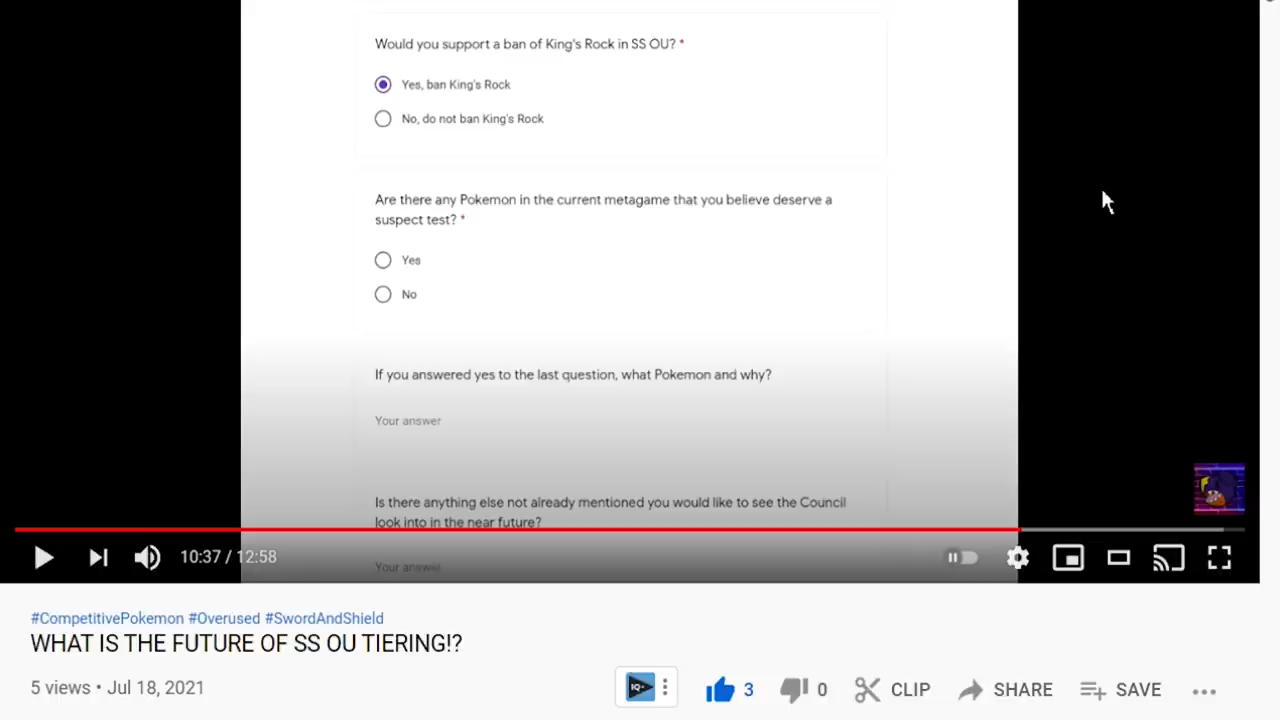 Would you support a ban of King's Rock in SS OU? *
Yes, ban King's Rock
No, do not ban King's Rock
Are there any Pokemon in the current metagame that you believe deserve a
suspect test? *
Yes
No
If you answered yes to the last question, what Pokemon and why?
Your answer
Is there anything else not already mentioned you would like to see the Council
look into in the near future?
Your answer
10:37 / 12:58
#CompetitivePokemon #Overused #SwordAndShield
WHAT IS THE FUTURE OF SS OU TIERING!?
5 views • Jul 18, 2021
IQ+
3
0
CLIP
SHARE
SAVE